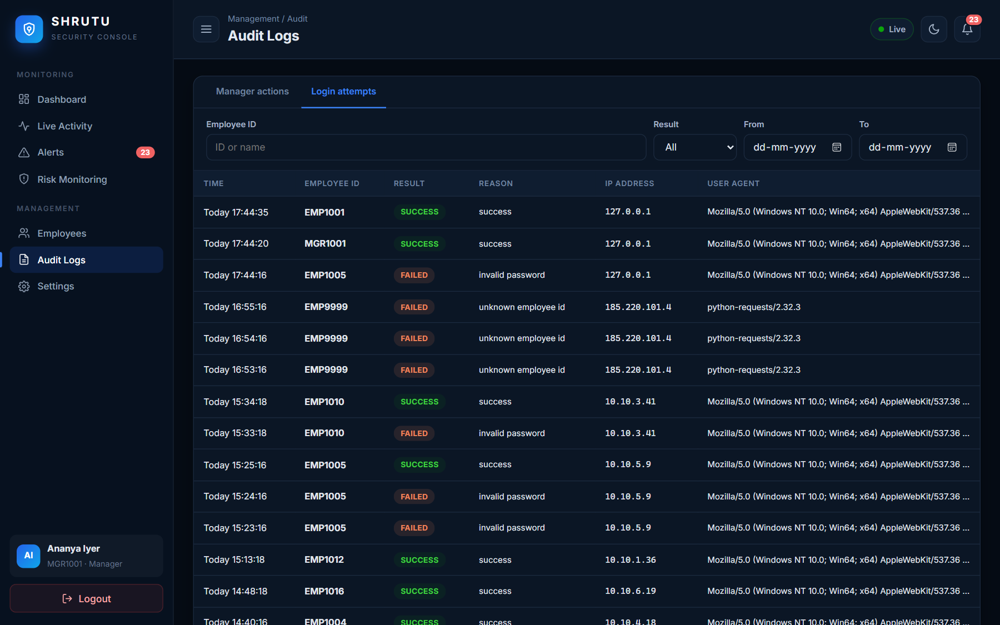 SHRUTU
SECURITY CONSOLE
MONITORING
Dashboard
Live Activity
Alerts 23
Risk Monitoring
MANAGEMENT
Employees
Audit Logs
Settings
AI
Ananya Iyer
MGR1001 · Manager
Logout
Management / Audit
Audit Logs
Live
23
Manager actions Login attempts
Employee ID Result From To
ID or name All dd-mm-yyyy dd-mm-yyyy
TIME EMPLOYEE ID RESULT REASON IP ADDRESS USER AGENT
Today 17:44:35 EMP1001 SUCCESS success 127.0.0.1 Mozilla/5.0 (Windows NT 10.0; Win64; x64) AppleWebKit/537.36 ...
Today 17:44:20 MGR1001 SUCCESS success 127.0.0.1 Mozilla/5.0 (Windows NT 10.0; Win64; x64) AppleWebKit/537.36 ...
Today 17:44:16 EMP1005 FAILED invalid password 127.0.0.1 Mozilla/5.0 (Windows NT 10.0; Win64; x64) AppleWebKit/537.36 ...
Today 16:55:16 EMP9999 FAILED unknown employee id 185.220.101.4 python-requests/2.32.3
Today 16:54:16 EMP9999 FAILED unknown employee id 185.220.101.4 python-requests/2.32.3
Today 16:53:16 EMP9999 FAILED unknown employee id 185.220.101.4 python-requests/2.32.3
Today 15:34:18 EMP1010 SUCCESS success 10.10.3.41 Mozilla/5.0 (Windows NT 10.0; Win64; x64) AppleWebKit/537.36 ...
Today 15:33:18 EMP1010 FAILED invalid password 10.10.3.41 Mozilla/5.0 (Windows NT 10.0; Win64; x64) AppleWebKit/537.36 ...
Today 15:25:16 EMP1005 SUCCESS success 10.10.5.9 Mozilla/5.0 (Windows NT 10.0; Win64; x64) AppleWebKit/537.36 ...
Today 15:24:16 EMP1005 FAILED invalid password 10.10.5.9 Mozilla/5.0 (Windows NT 10.0; Win64; x64) AppleWebKit/537.36 ...
Today 15:23:16 EMP1005 FAILED invalid password 10.10.5.9 Mozilla/5.0 (Windows NT 10.0; Win64; x64) AppleWebKit/537.36 ...
Today 15:13:18 EMP1012 SUCCESS success 10.10.1.36 Mozilla/5.0 (Windows NT 10.0; Win64; x64) AppleWebKit/537.36 ...
Today 14:48:18 EMP1016 SUCCESS success 10.10.6.19 Mozilla/5.0 (Windows NT 10.0; Win64; x64) AppleWebKit/537.36 ...
Today 14:40:16 EMP1004 SUCCESS success 10.10.4.18 Mozilla/5.0 (Windows NT 10.0; Win64; x64) AppleWebKit/537.36 ...